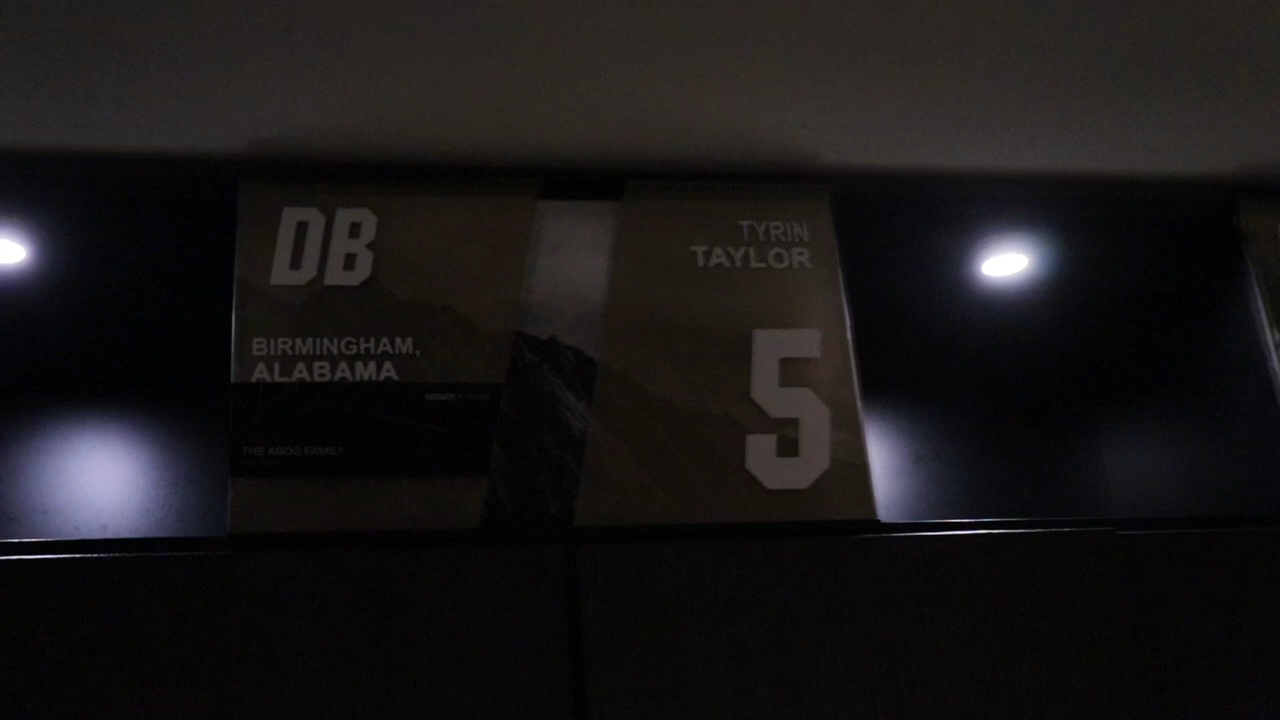 DB
BIRMINGHAM,
ALABAMA
THE ABDO FAMILY
TYRIN
TAYLOR
5